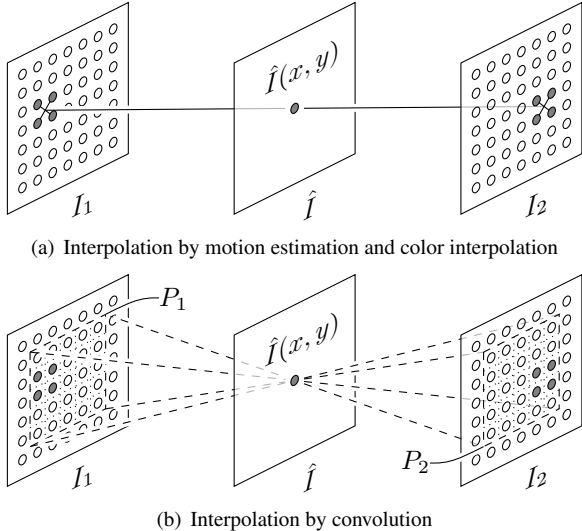 Î(x, y)
I1
Î
I2
(a) Interpolation by motion estimation and color interpolation
P1
Î(x, y)
P2
I1
Î
I2
(b) Interpolation by convolution